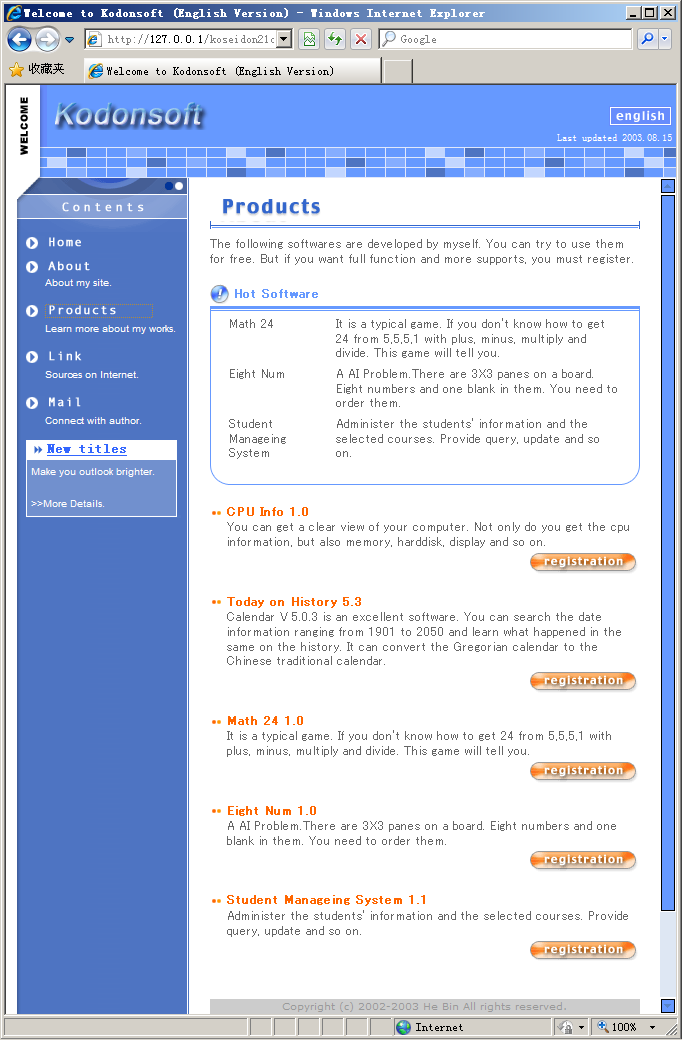 Welcome to Kodonsoft (English Version) - Windows Internet Explorer
http://127.0.0.1/koseidon21c
Google
收藏夹
Welcome to Kodonsoft (English Version)
WELCOME
Kodonsoft
english
Last updated 2003.08.15
Contents
Home
About
About my site.
Products
Learn more about my works.
Link
Sources on Internet.
Mail
Connect with author.
New titles
Make you outlook brighter.
>>More Details.
Products
The following softwares are developed by myself. You can try to use them
for free. But if you want full function and more supports, you must register.
Hot Software
Math 24
It is a typical game. If you don't know how to get
24 from 5,5,5,1 with plus, minus, multiply and
divide. This game will tell you.
Eight Num
A AI Problem.There are 3X3 panes on a board.
Eight numbers and one blank in them. You need to
order them.
Student
Manageing
System
Administer the students' information and the
selected courses. Provide query, update and so
on.
CPU Info 1.0
You can get a clear view of your computer. Not only do you get the cpu
information, but also memory, harddisk, display and so on.
registration
Today on History 5.3
Calendar V 5.0.3 is an excellent software. You can search the date
information ranging from 1901 to 2050 and learn what happened in the
same on the history. It can convert the Gregorian calendar to the
Chinese traditional calendar.
registration
Math 24 1.0
It is a typical game. If you don't know how to get 24 from 5,5,5,1 with
plus, minus, multiply and divide. This game will tell you.
registration
Eight Num 1.0
A AI Problem.There are 3X3 panes on a board. Eight numbers and one
blank in them. You need to order them.
registration
Student Manageing System 1.1
Administer the students' information and the selected courses. Provide
query, update and so on.
registration
Copyright (c) 2002-2003 He Bin All rights reserved.
Internet
100%